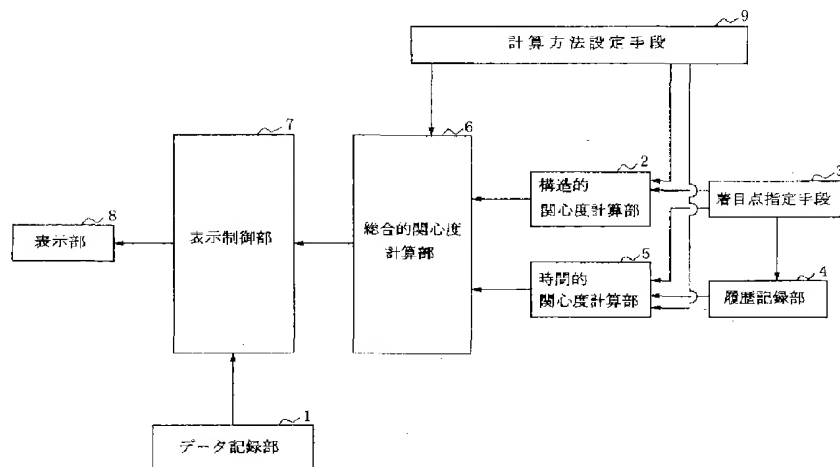 9
計算方法設定手段
7
6
2
3
構造的
関心度計算部
着目点指定手段
8
表示部
表示制御部
総合的関心度
計算部
5
時間的
関心度計算部
4
履歴記録部
1
データ記録部